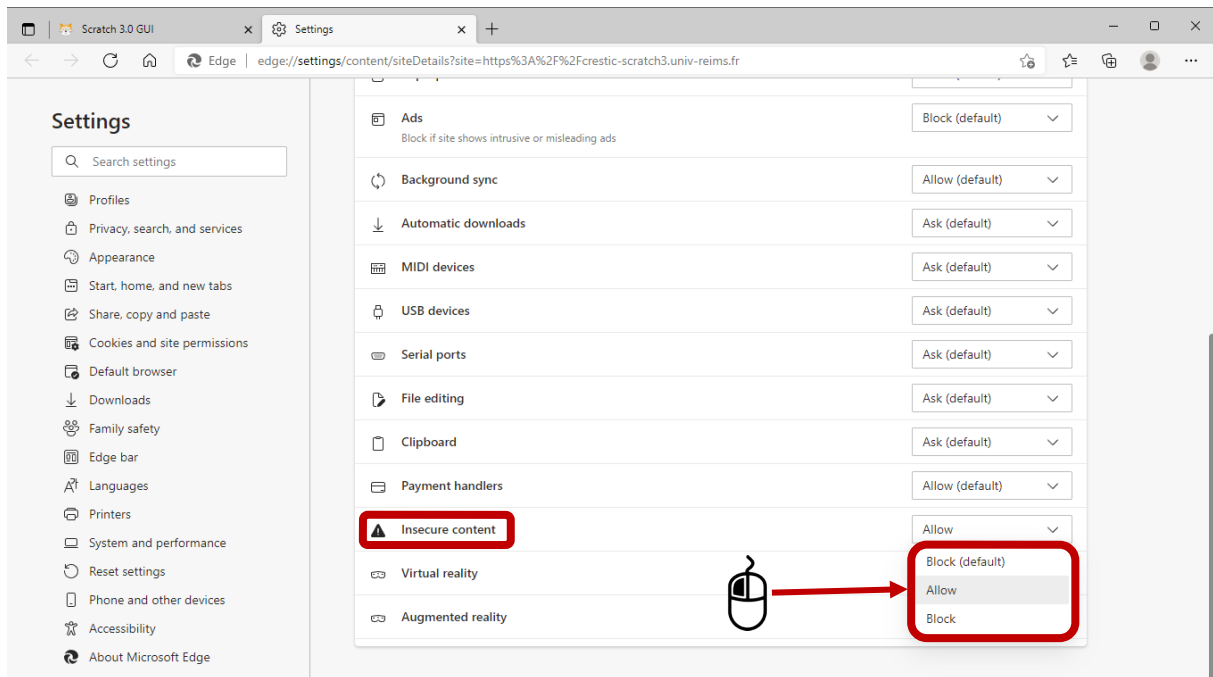 Scratch 3.0 GUI
Settings
Edge
edge://settings/content/siteDetails?site=https%3A%2F%2Fcrestic-scratch3.univ-reims.fr
Settings
Search settings
Profiles
Privacy, search, and services
Appearance
Start, home, and new tabs
Share, copy and paste
Cookies and site permissions
Default browser
Downloads
Family safety
Edge bar
Languages
Printers
System and performance
Reset settings
Phone and other devices
Accessibility
About Microsoft Edge
Ads
Block (default)
Block if site shows intrusive or misleading ads
Background sync
Allow (default)
Automatic downloads
Ask (default)
MIDI devices
Ask (default)
USB devices
Ask (default)
Serial ports
Ask (default)
File editing
Ask (default)
Clipboard
Ask (default)
Payment handlers
Allow (default)
Insecure content
Allow
Block (default)
Allow
Block
Virtual reality
Augmented reality